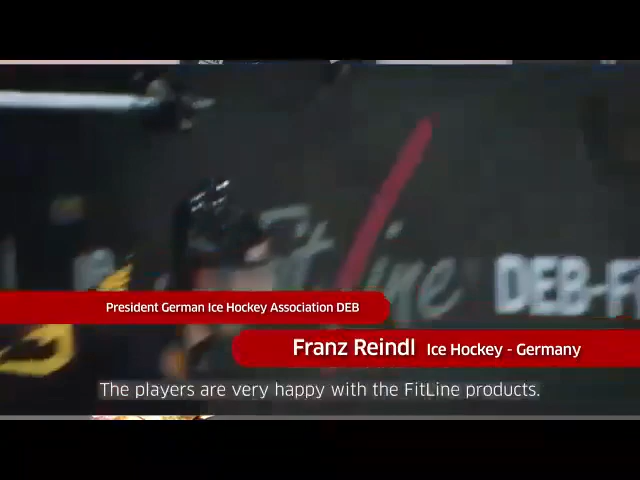 FitLine
DEB-F
President German Ice Hockey Association DEB
Franz Reindl Ice Hockey - Germany
The players are very happy with the FitLine products.